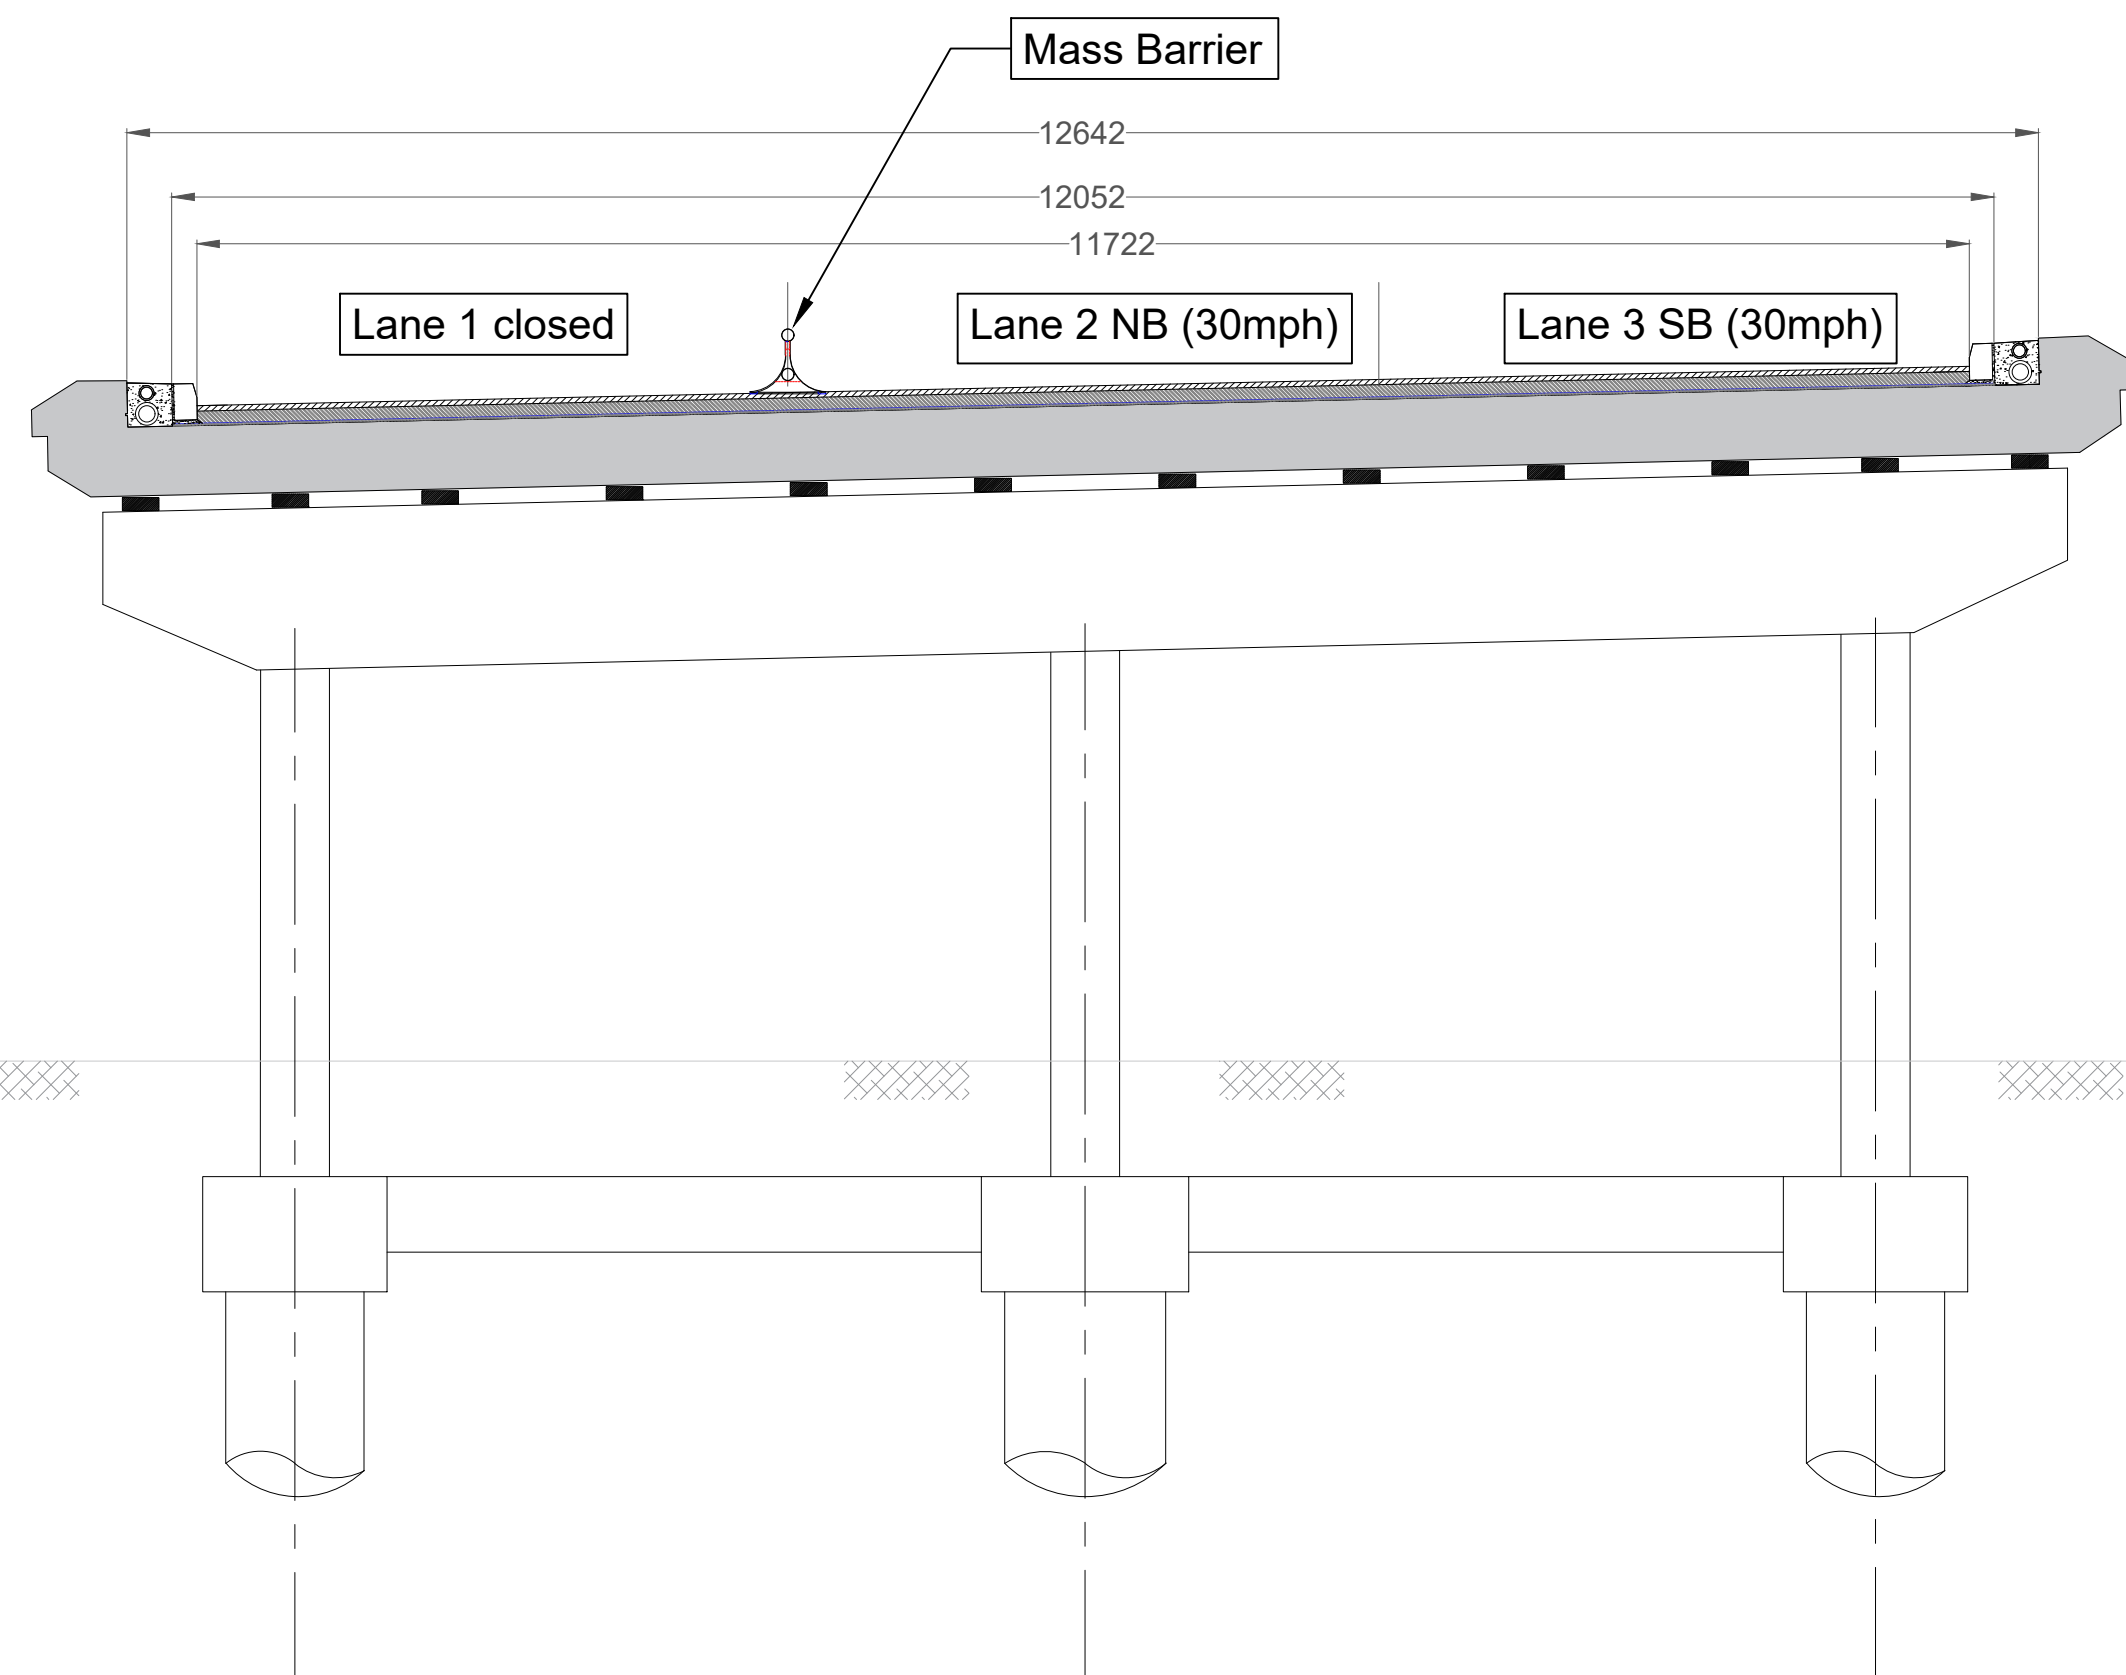 Mass Barrier
12642
12052
11722
Lane 1 closed
Lane 2 NB (30mph)
Lane 3 SB (30mph)